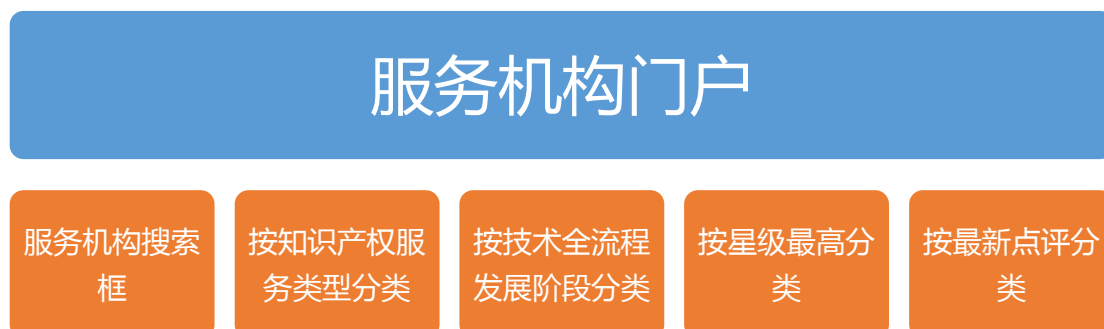 服务机构门户
服务机构搜索
框
按知识产权服
务类型分类
按技术全流程
发展阶段分类
按星级最高分
类
按最新点评分
类